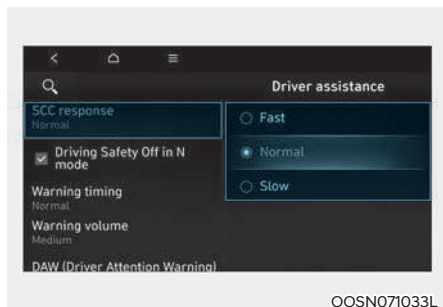 Driver assistance
SCC response
Normal
Driving Safety Off in N
mode
Warning timing
Normal
Warning volume
Medium
DAW (Driver Attention Warning)
Fast
Normal
Slow
OOSN071033L